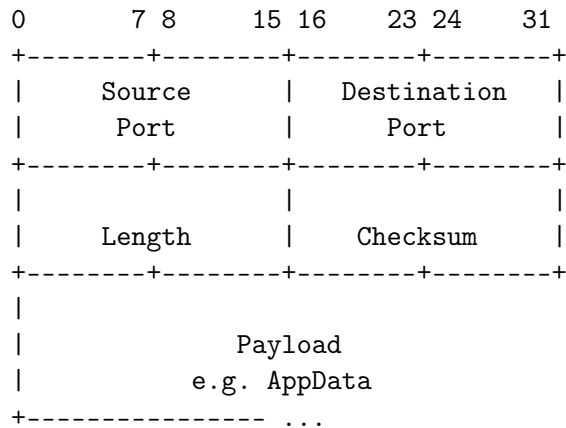 0      7 8     15 16    23 24    31
+--------+--------+--------+--------+
|     Source      |   Destination   |
|      Port       |      Port       |
+--------+--------+--------+--------+
|                 |                 |
|     Length      |    Checksum     |
+--------+--------+--------+--------+
|
|             Payload
|          e.g. AppData
+---------------- ...